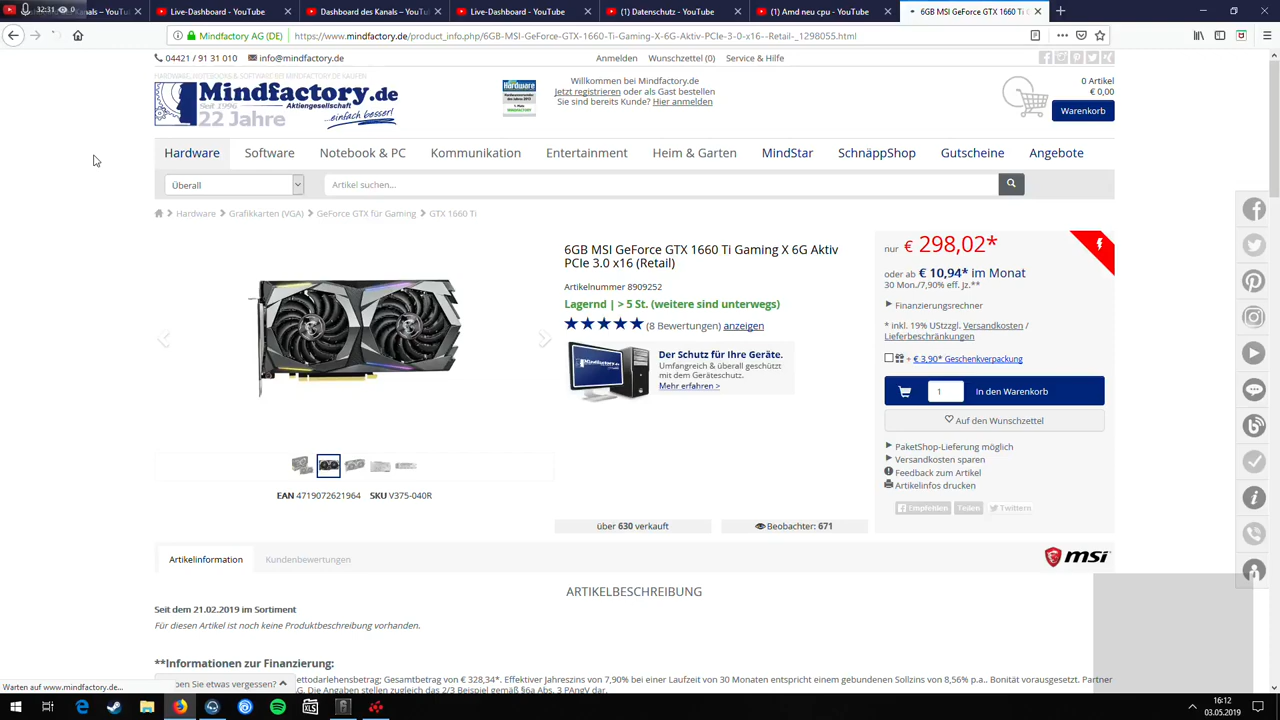 32:31 0
nals – YouT
Live-Dashboard - YouTube
Dashboard des Kanals – YouTu
Live-Dashboard - YouTube
(1) Datenschutz - YouTube
(1) Amd neu cpu - YouTube
6GB MSI GeForce GTX 1660 Ti G
Mindfactory AG (DE)
https://www.mindfactory.de/product_info.php/6GB-MSI-GeForce-GTX-1660-Ti-Gaming-X-6G-Aktiv-PCIe-3-0-x16--Retail-_1298055.html
04421 / 91 31 010 info@mindfactory.de
Anmelden Wunschzettel (0) Service & Hilfe
HARDWARE, NOTEBOOKS & SOFTWARE BEI MINDFACTORY.DE KAUFEN
Mindfactory.de
Seit 1996 Aktiengesellschaft
22 Jahre ...einfach besser!
Hardware
Willkommen bei Mindfactory.de
Jetzt registrieren oder als Gast bestellen
Sie sind bereits Kunde? Hier anmelden
0 Artikel
€ 0,00
Warenkorb
Hardware Software Notebook & PC Kommunikation Entertainment Heim & Garten MindStar SchnäppShop Gutscheine Angebote
Überall
Artikel suchen...
Hardware Grafikkarten (VGA) GeForce GTX für Gaming GTX 1660 Ti
6GB MSI GeForce GTX 1660 Ti Gaming X 6G Aktiv
PCIe 3.0 x16 (Retail)
Artikelnummer 8909252
Lagernd | > 5 St. (weitere sind unterwegs)
(8 Bewertungen) anzeigen
Der Schutz für Ihre Geräte.
Umfangreich & überall geschützt
mit dem Geräteschutz.
Mehr erfahren >
nur € 298,02*
oder ab € 10,94* im Monat
30 Mon./7,90% eff. Jz.**
Finanzierungsrechner
* inkl. 19% UStzzgl. Versandkosten /
Lieferbeschränkungen
+ € 3,90* Geschenkverpackung
1 In den Warenkorb
Auf den Wunschzettel
PaketShop-Lieferung möglich
Versandkosten sparen
Feedback zum Artikel
Artikelinfos drucken
Empfehlen Teilen Twittern
EAN 4719072621964 SKU V375-040R
über 630 verkauft
Beobachter: 671
Artikelinformation Kundenbewertungen
msi
ARTIKELBESCHREIBUNG
Seit dem 21.02.2019 im Sortiment
Für diesen Artikel ist noch keine Produktbeschreibung vorhanden.
**Informationen zur Finanzierung:
ettodarlehensbetrag; Gesamtbetrag von € 328,34*. Effektiver Jahreszins von 7,90% bei einer Laufzeit von 30 Monaten entspricht einem gebundenen Sollzins von 8,56% p.a.. Bonität vorausgesetzt. Partner
G. Die Angaben stellen zugleich das 2/3 Beispiel gemäß §6a Abs. 3 PAngV dar.
ben Sie etwas vergessen?
Warten auf www.mindfactory.de...
16:12
03.05.2019